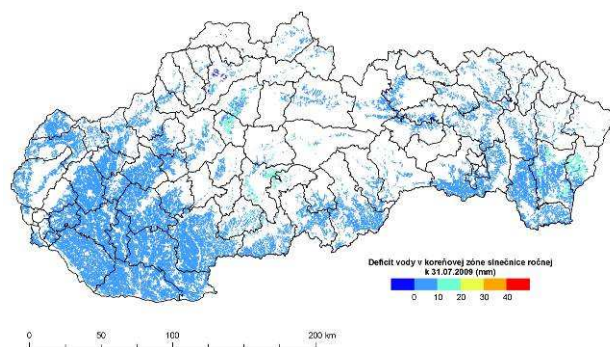 Deficit vody v koreňovej zóne slnečnice ročnej
k 31.07.2009 (mm)
0 10 20 30 40
0 50 100 200 km